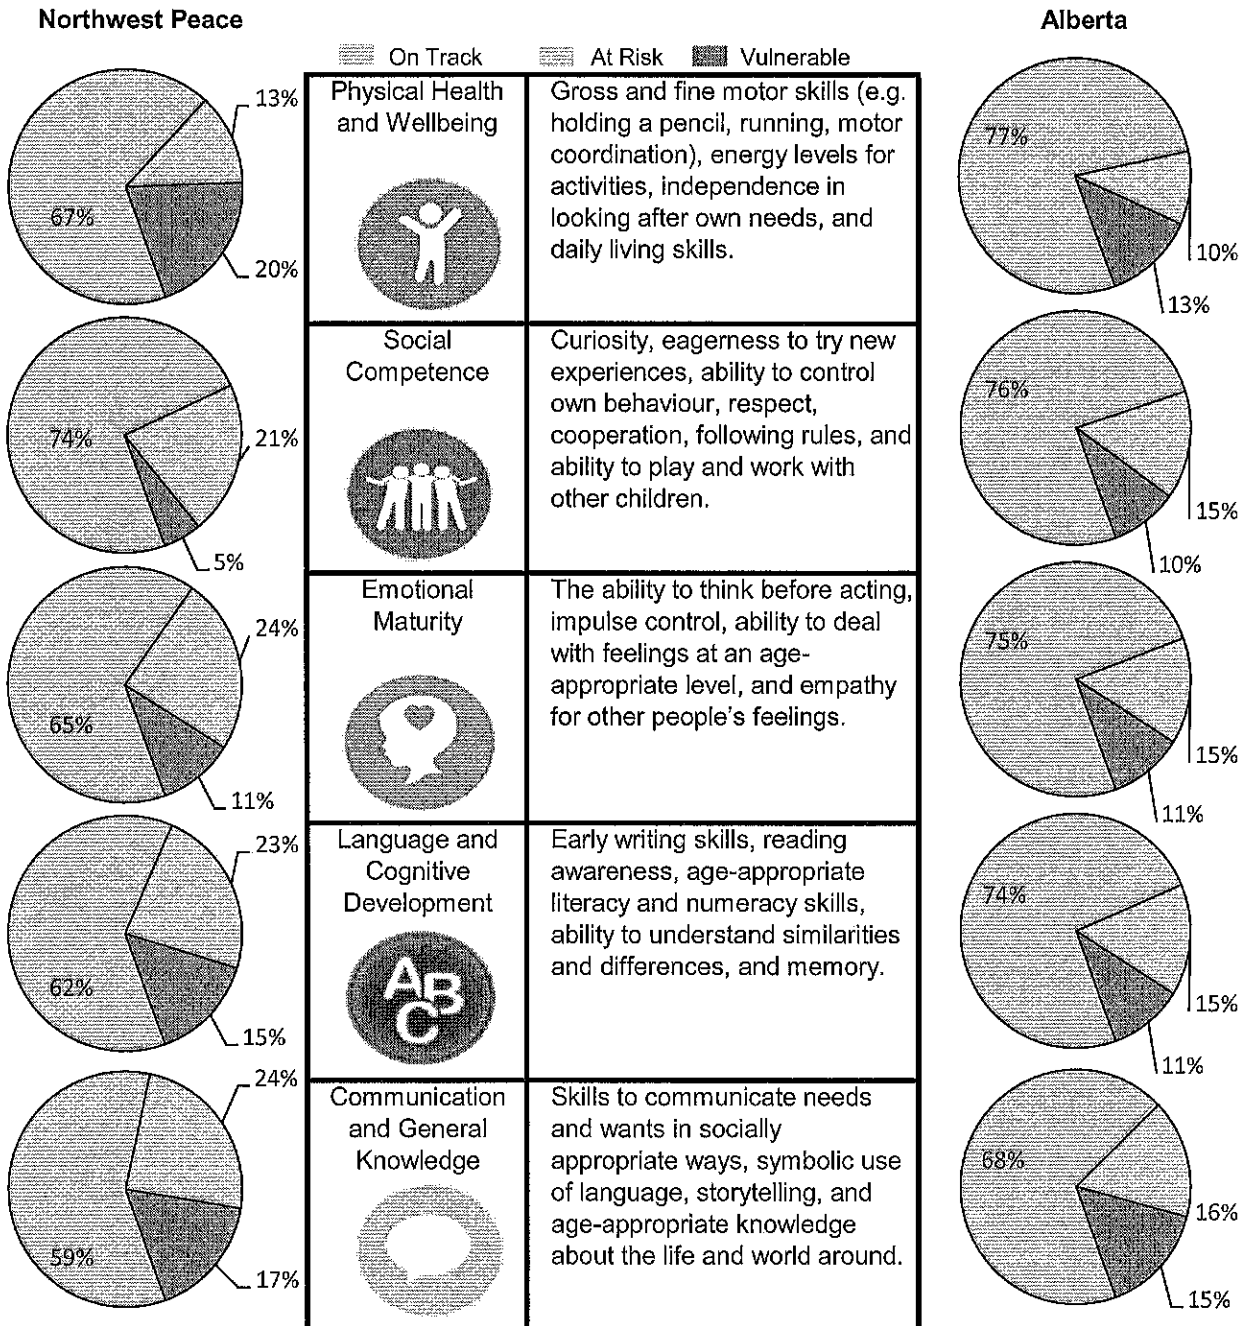 Northwest Peace
Alberta
On Track
At Risk
Vulnerable
13%
67%
20%
Physical Health
and Wellbeing
Gross and fine motor skills (e.g.
holding a pencil, running, motor
coordination), energy levels for
activities, independence in
looking after own needs, and
daily living skills.
77%
10%
13%
74%
21%
5%
Social
Competence
Curiosity, eagerness to try new
experiences, ability to control
own behaviour, respect,
cooperation, following rules, and
ability to play and work with
other children.
76%
15%
10%
24%
65%
11%
Emotional
Maturity
The ability to think before acting,
impulse control, ability to deal
with feelings at an age-
appropriate level, and empathy
for other people's feelings.
75%
15%
11%
23%
62%
15%
Language and
Cognitive
Development
A
B
C
Early writing skills, reading
awareness, age-appropriate
literacy and numeracy skills,
ability to understand similarities
and differences, and memory.
74%
15%
11%
24%
59%
17%
Communication
and General
Knowledge
Skills to communicate needs
and wants in socially
appropriate ways, symbolic use
of language, storytelling, and
age-appropriate knowledge
about the life and world around.
68%
16%
15%